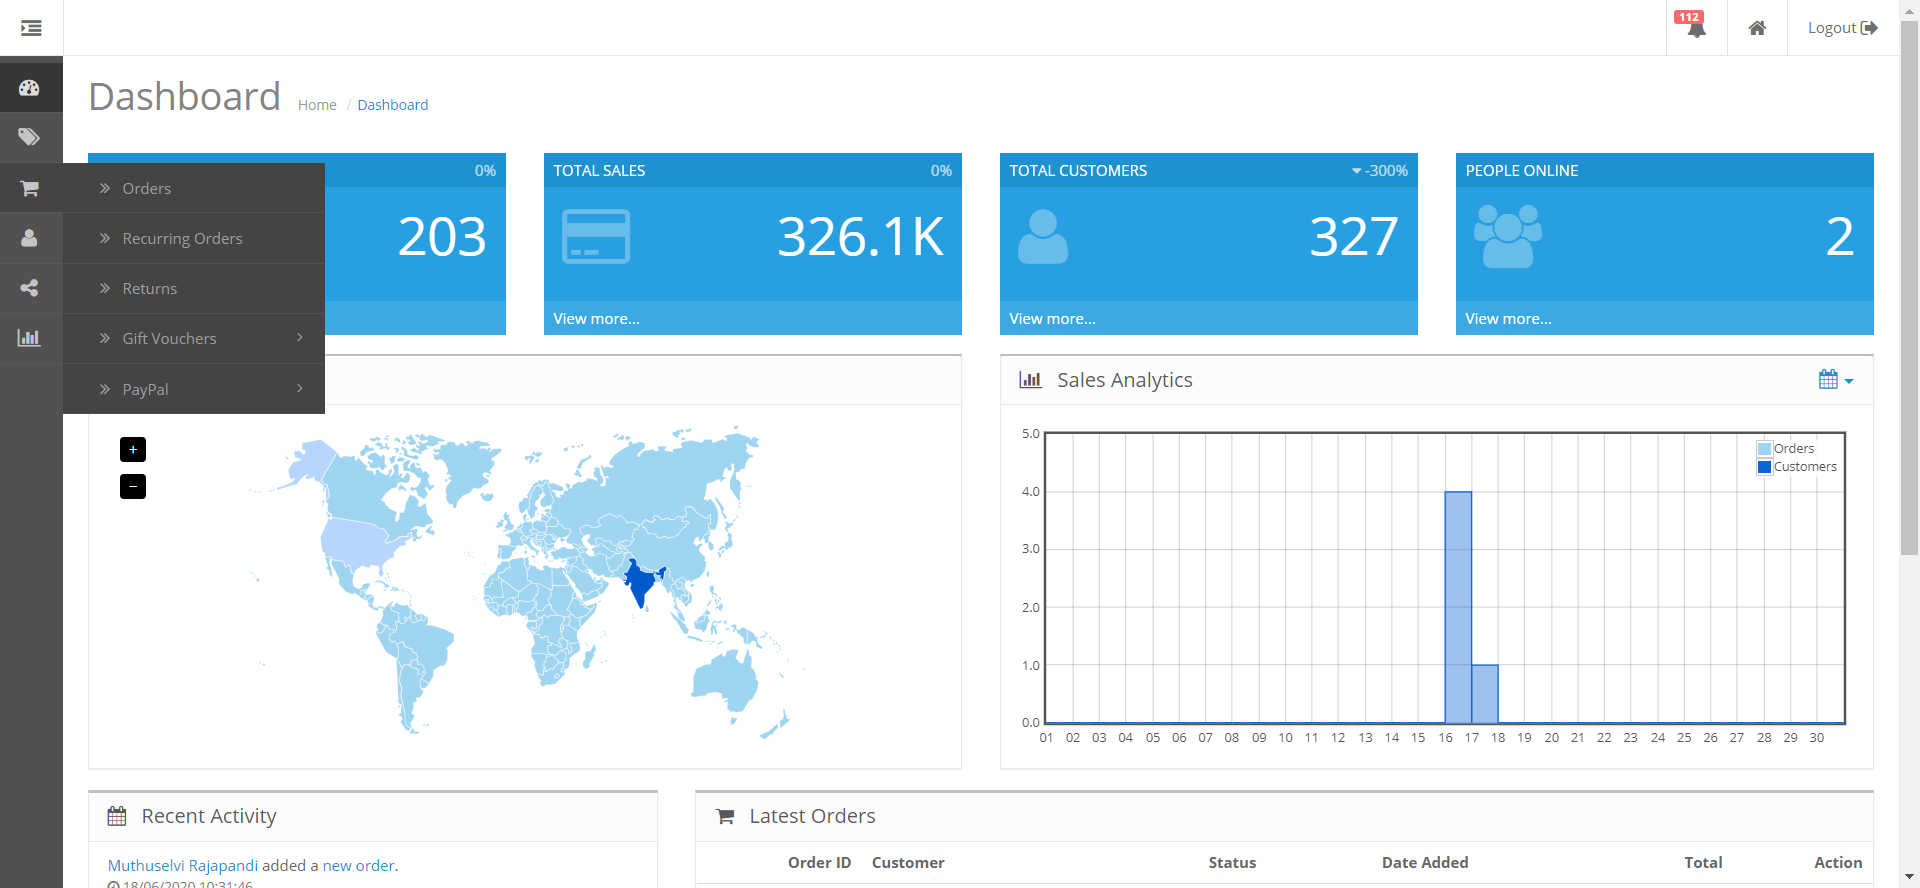 112
Logout
Dashboard Home / Dashboard
Orders
Recurring Orders
Returns
Gift Vouchers
PayPal
0%
203
TOTAL SALES 0%
326.1K
View more...
TOTAL CUSTOMERS -300%
327
View more...
PEOPLE ONLINE
2
View more...
+
−
Sales Analytics
5.0
4.0
3.0
2.0
1.0
0.0
Orders
Customers
01 02 03 04 05 06 07 08 09 10 11 12 13 14 15 16 17 18 19 20 21 22 23 24 25 26 27 28 29 30
Recent Activity
Muthuselvi Rajapandi added a new order.
18/06/2020 10:31:46
Latest Orders
Order ID Customer Status Date Added Total Action